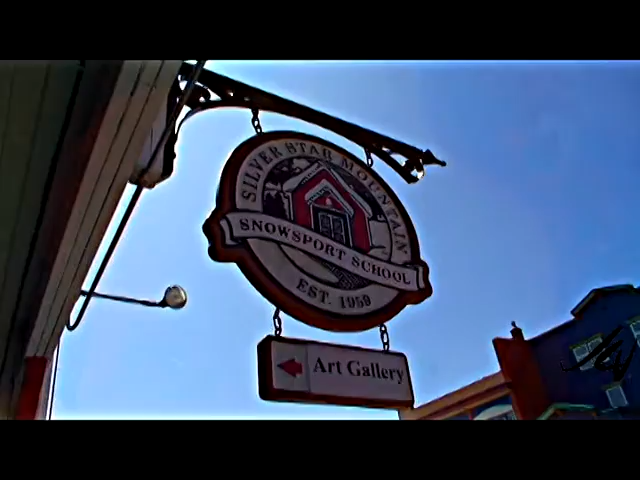 SILVER STAR MOUNTAIN
SNOWSPORT SCHOOL
EST. 1959
Art Gallery